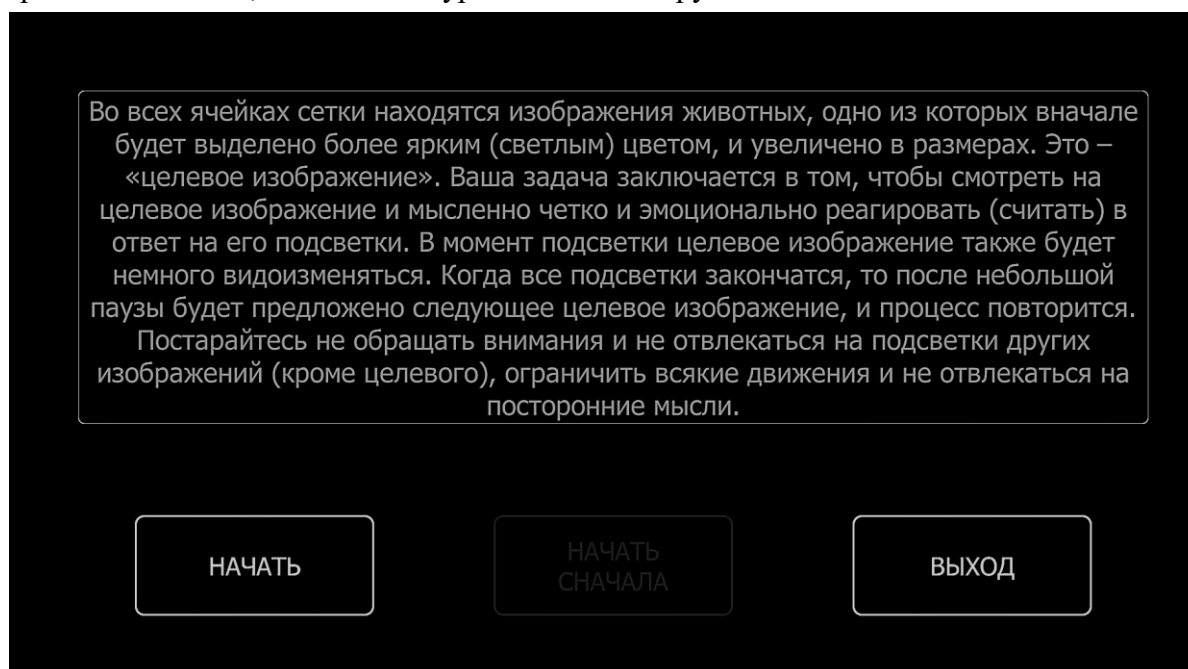 Во всех ячейках сетки находятся изображения животных, одно из которых вначале
будет выделено более ярким (светлым) цветом, и увеличено в размерах. Это –
«целевое изображение». Ваша задача заключается в том, чтобы смотреть на
целевое изображение и мысленно четко и эмоционально реагировать (считать) в
ответ на его подсветки. В момент подсветки целевое изображение также будет
немного видоизменяться. Когда все подсветки закончатся, то после небольшой
паузы будет предложено следующее целевое изображение, и процесс повторится.
Постарайтесь не обращать внимания и не отвлекаться на подсветки других
изображений (кроме целевого), ограничить всякие движения и не отвлекаться на
посторонние мысли.
НАЧАТЬ
НАЧАТЬ
СНАЧАЛА
ВЫХОД